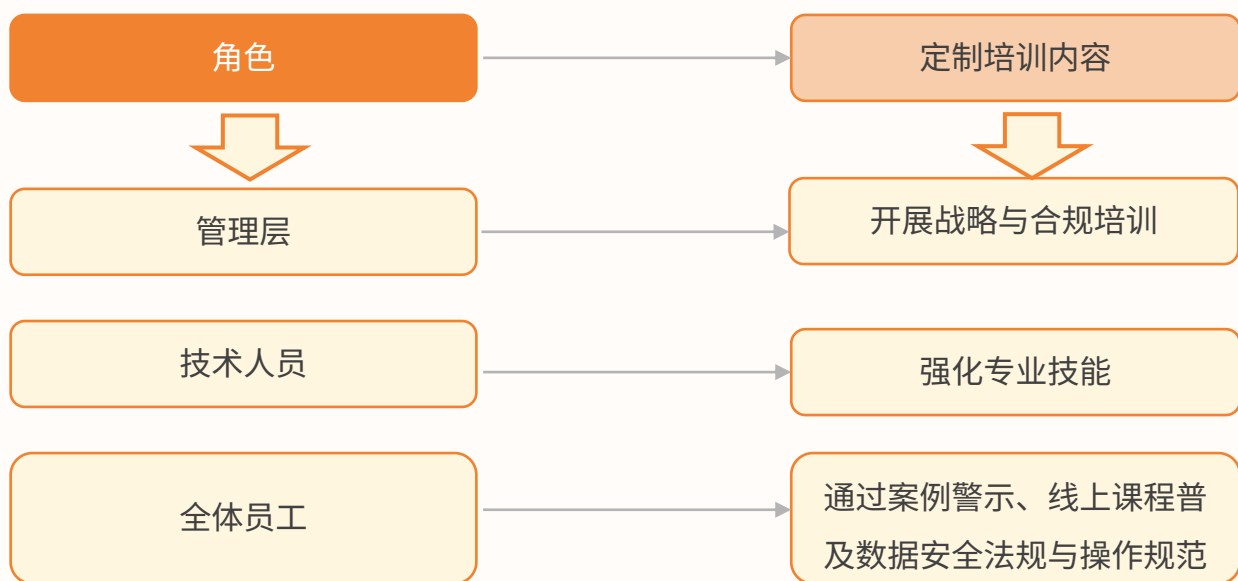 角色
定制培训内容
管理层
开展战略与合规培训
技术人员
强化专业技能
全体员工
通过案例警示、线上课程普
及数据安全法规与操作规范